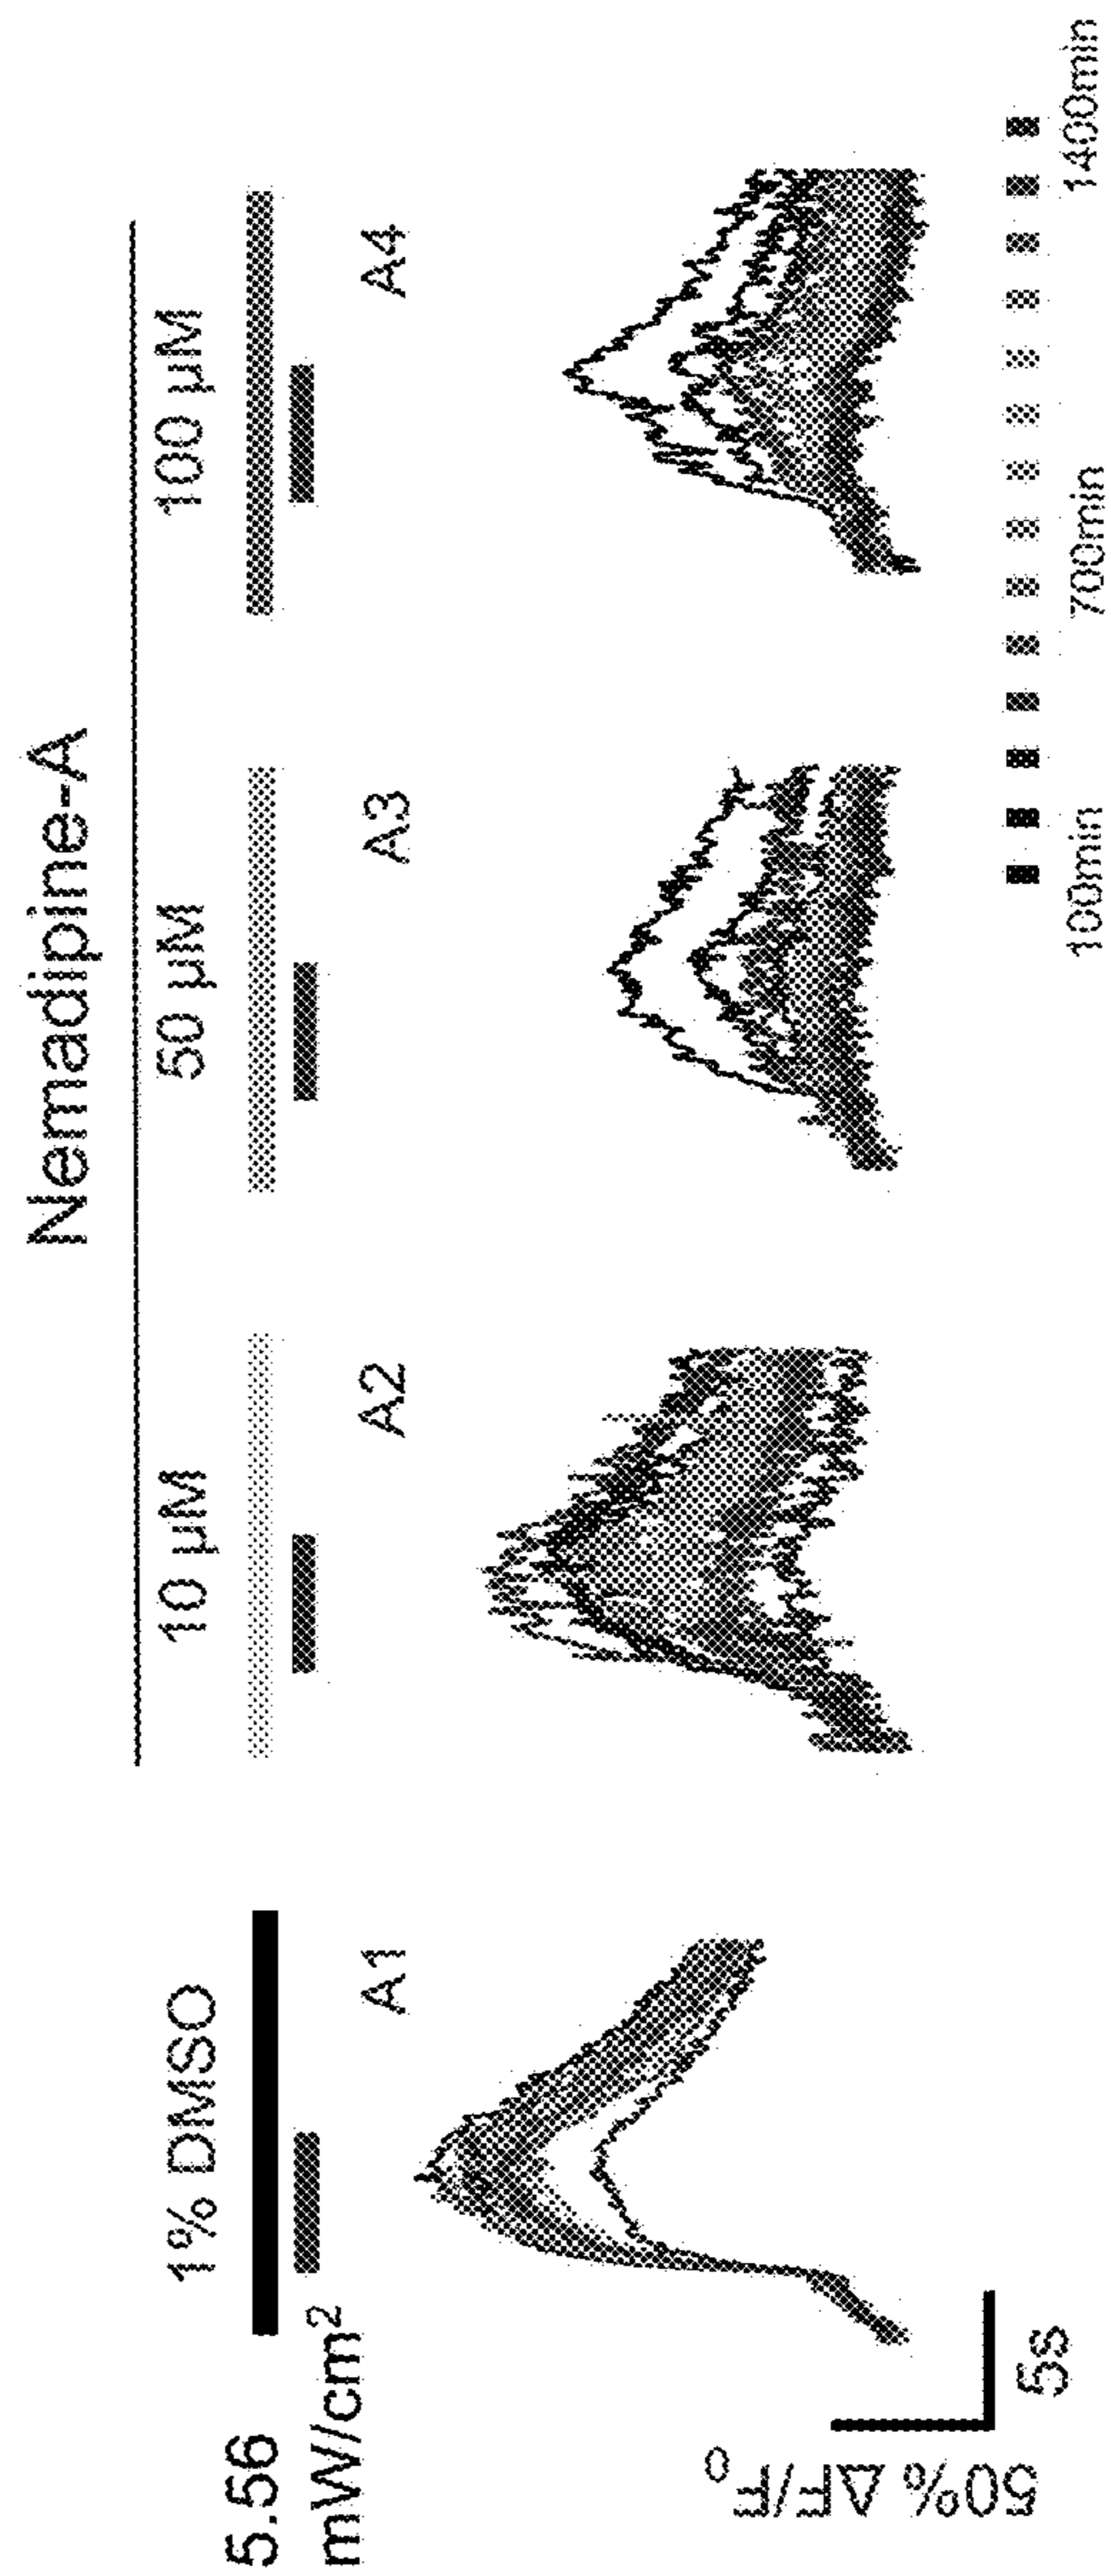 Nemadipine-A
1% DMSO
10 µM
50 µM
100 µM
5.56
mW/cm²
A1
A2
A3
A4
50% ΔF/F₀
5s
100min
700min
1400min